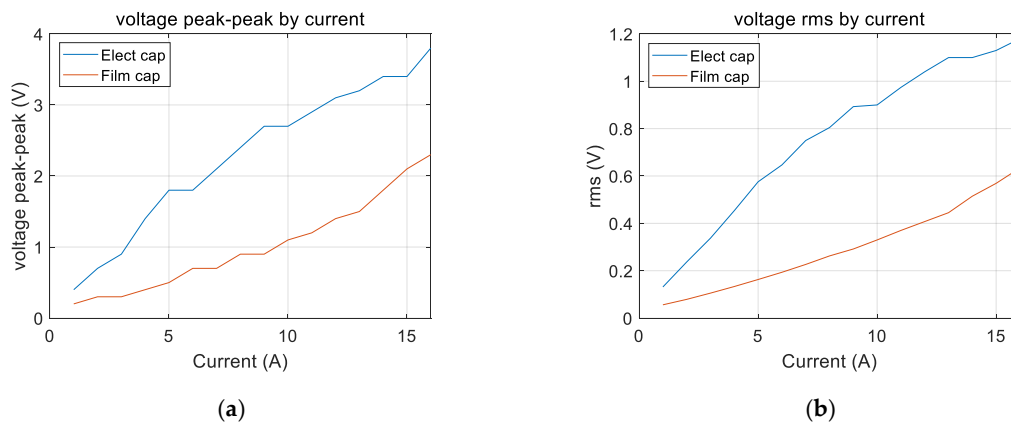 voltage peak-peak by current
4
3
2
1
0
voltage peak-peak (V)
Elect cap
Film cap
0 5 10 15
Current (A)
(a)
voltage rms by current
1.2
1
0.8
0.6
0.4
0.2
0
rms (V)
Elect cap
Film cap
0 5 10 15
Current (A)
(b)